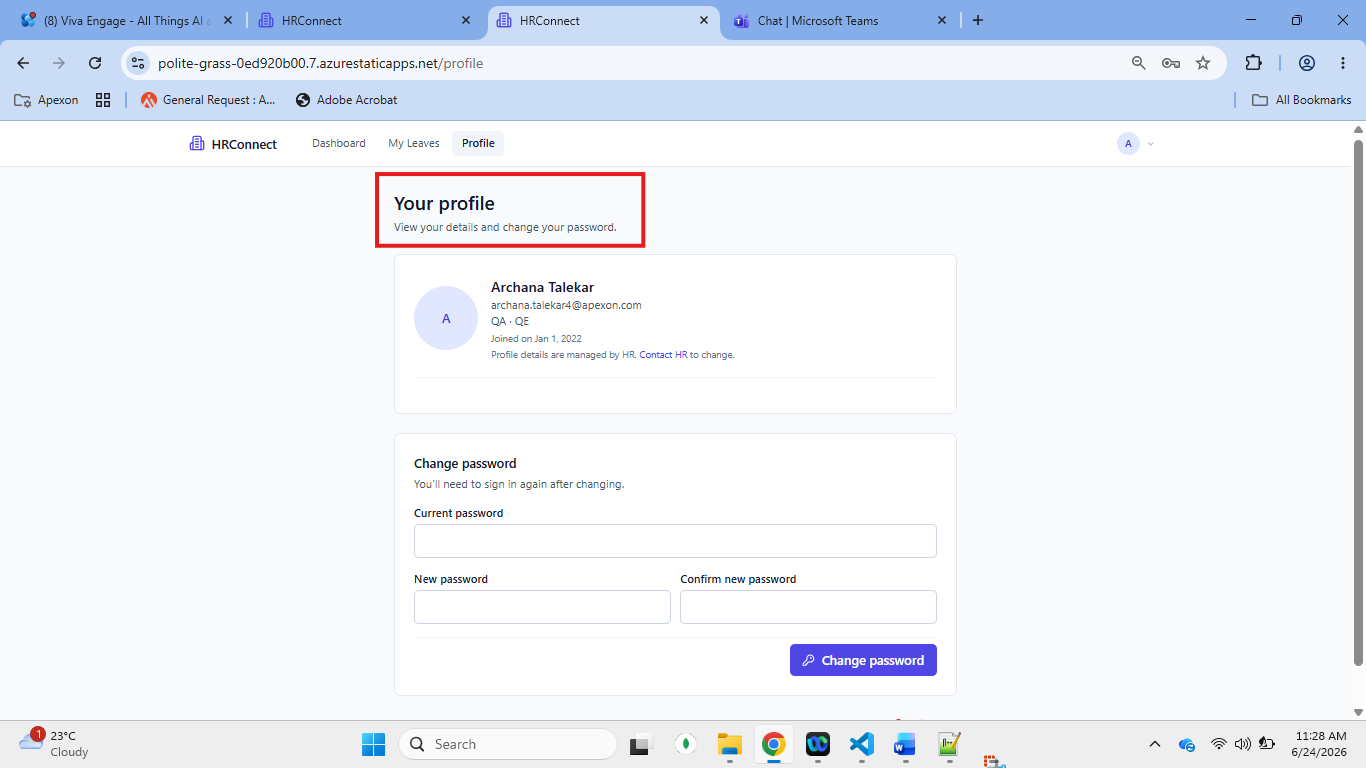 (8) Viva Engage - All Things AI a
HRConnect
HRConnect
Chat | Microsoft Teams
polite-grass-0ed920b00.7.azurestaticapps.net/profile
Apexon
General Request : A...
Adobe Acrobat
All Bookmarks
HRConnect
Dashboard
My Leaves
Profile
A
Your profile
View your details and change your password.
A
Archana Talekar
archana.talekar4@apexon.com
QA · QE
Joined on Jan 1, 2022
Profile details are managed by HR. Contact HR to change.
Change password
You'll need to sign in again after changing.
Current password
New password
Confirm new password
Change password
1
23°C
Cloudy
Search
11:28 AM
6/24/2026